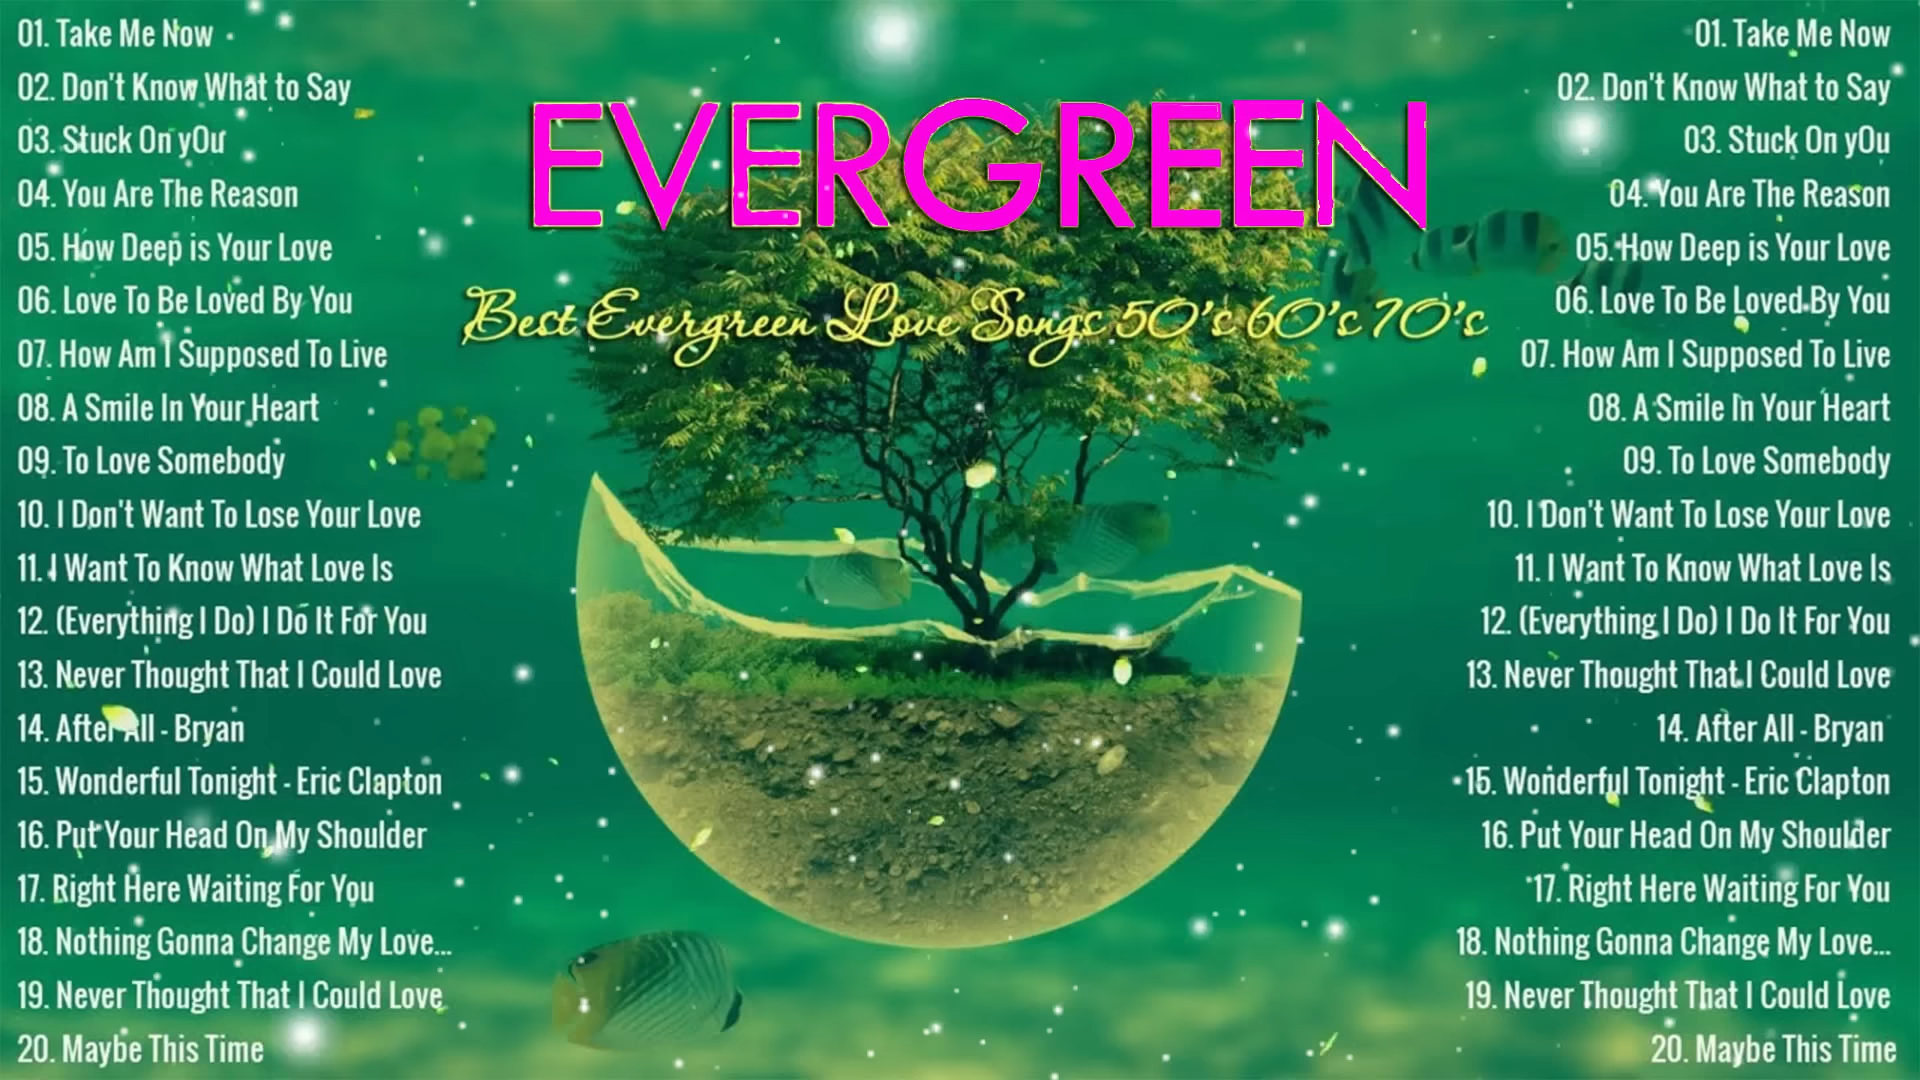 01. Take Me Now
02. Don't Know What to Say
03. Stuck On yOu
04. You Are The Reason
05. How Deep is Your Love
06. Love To Be Loved By You
07. How Am I Supposed To Live
08. A Smile In Your Heart
09. To Love Somebody
10. I Don't Want To Lose Your Love
11. I Want To Know What Love Is
12. (Everything I Do) I Do It For You
13. Never Thought That I Could Love
14. After All - Bryan
15. Wonderful Tonight - Eric Clapton
16. Put Your Head On My Shoulder
17. Right Here Waiting For You
18. Nothing Gonna Change My Love...
19. Never Thought That I Could Love
20. Maybe This Time
EVERGREEN
Best Evergreen Love Songs 50's 60's 70's
01. Take Me Now
02. Don't Know What to Say
03. Stuck On yOu
04. You Are The Reason
05. How Deep is Your Love
06. Love To Be Loved By You
07. How Am I Supposed To Live
08. A Smile In Your Heart
09. To Love Somebody
10. I Don't Want To Lose Your Love
11. I Want To Know What Love Is
12. (Everything I Do) I Do It For You
13. Never Thought That I Could Love
14. After All - Bryan
15. Wonderful Tonight - Eric Clapton
16. Put Your Head On My Shoulder
17. Right Here Waiting For You
18. Nothing Gonna Change My Love...
19. Never Thought That I Could Love
20. Maybe This Time